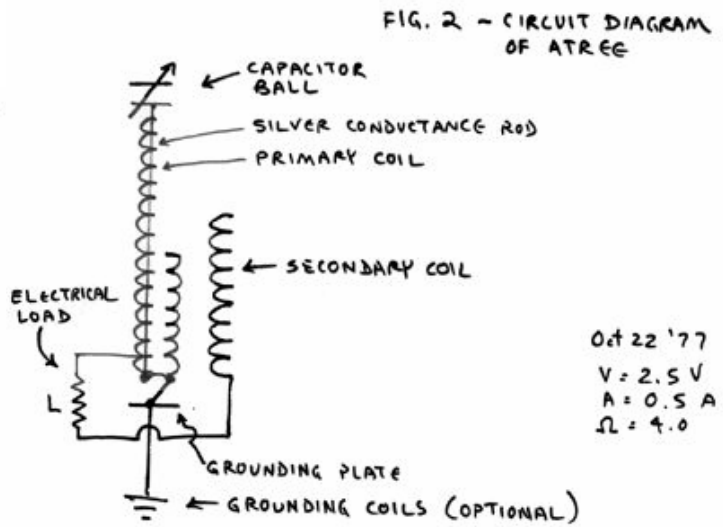 FIG. 2 ~ CIRCUIT DIAGRAM
OF ATREE
CAPACITOR
BALL
SILVER CONDUCTANCE ROD
PRIMARY COIL
SECONDARY COIL
ELECTRICAL
LOAD
L
Oct 22 '77
V = 2.5 V
A = 0.5 A
Ω = 4.0
GROUNDING PLATE
GROUNDING COILS (OPTIONAL)